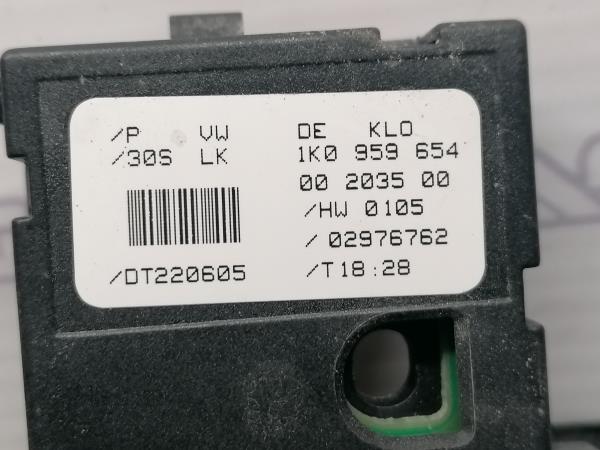 /P VW DE KLO
/30S LK 1K0 959 654
00 2035 00
/HW 0105
/02976762
/DT220605 /T18:28